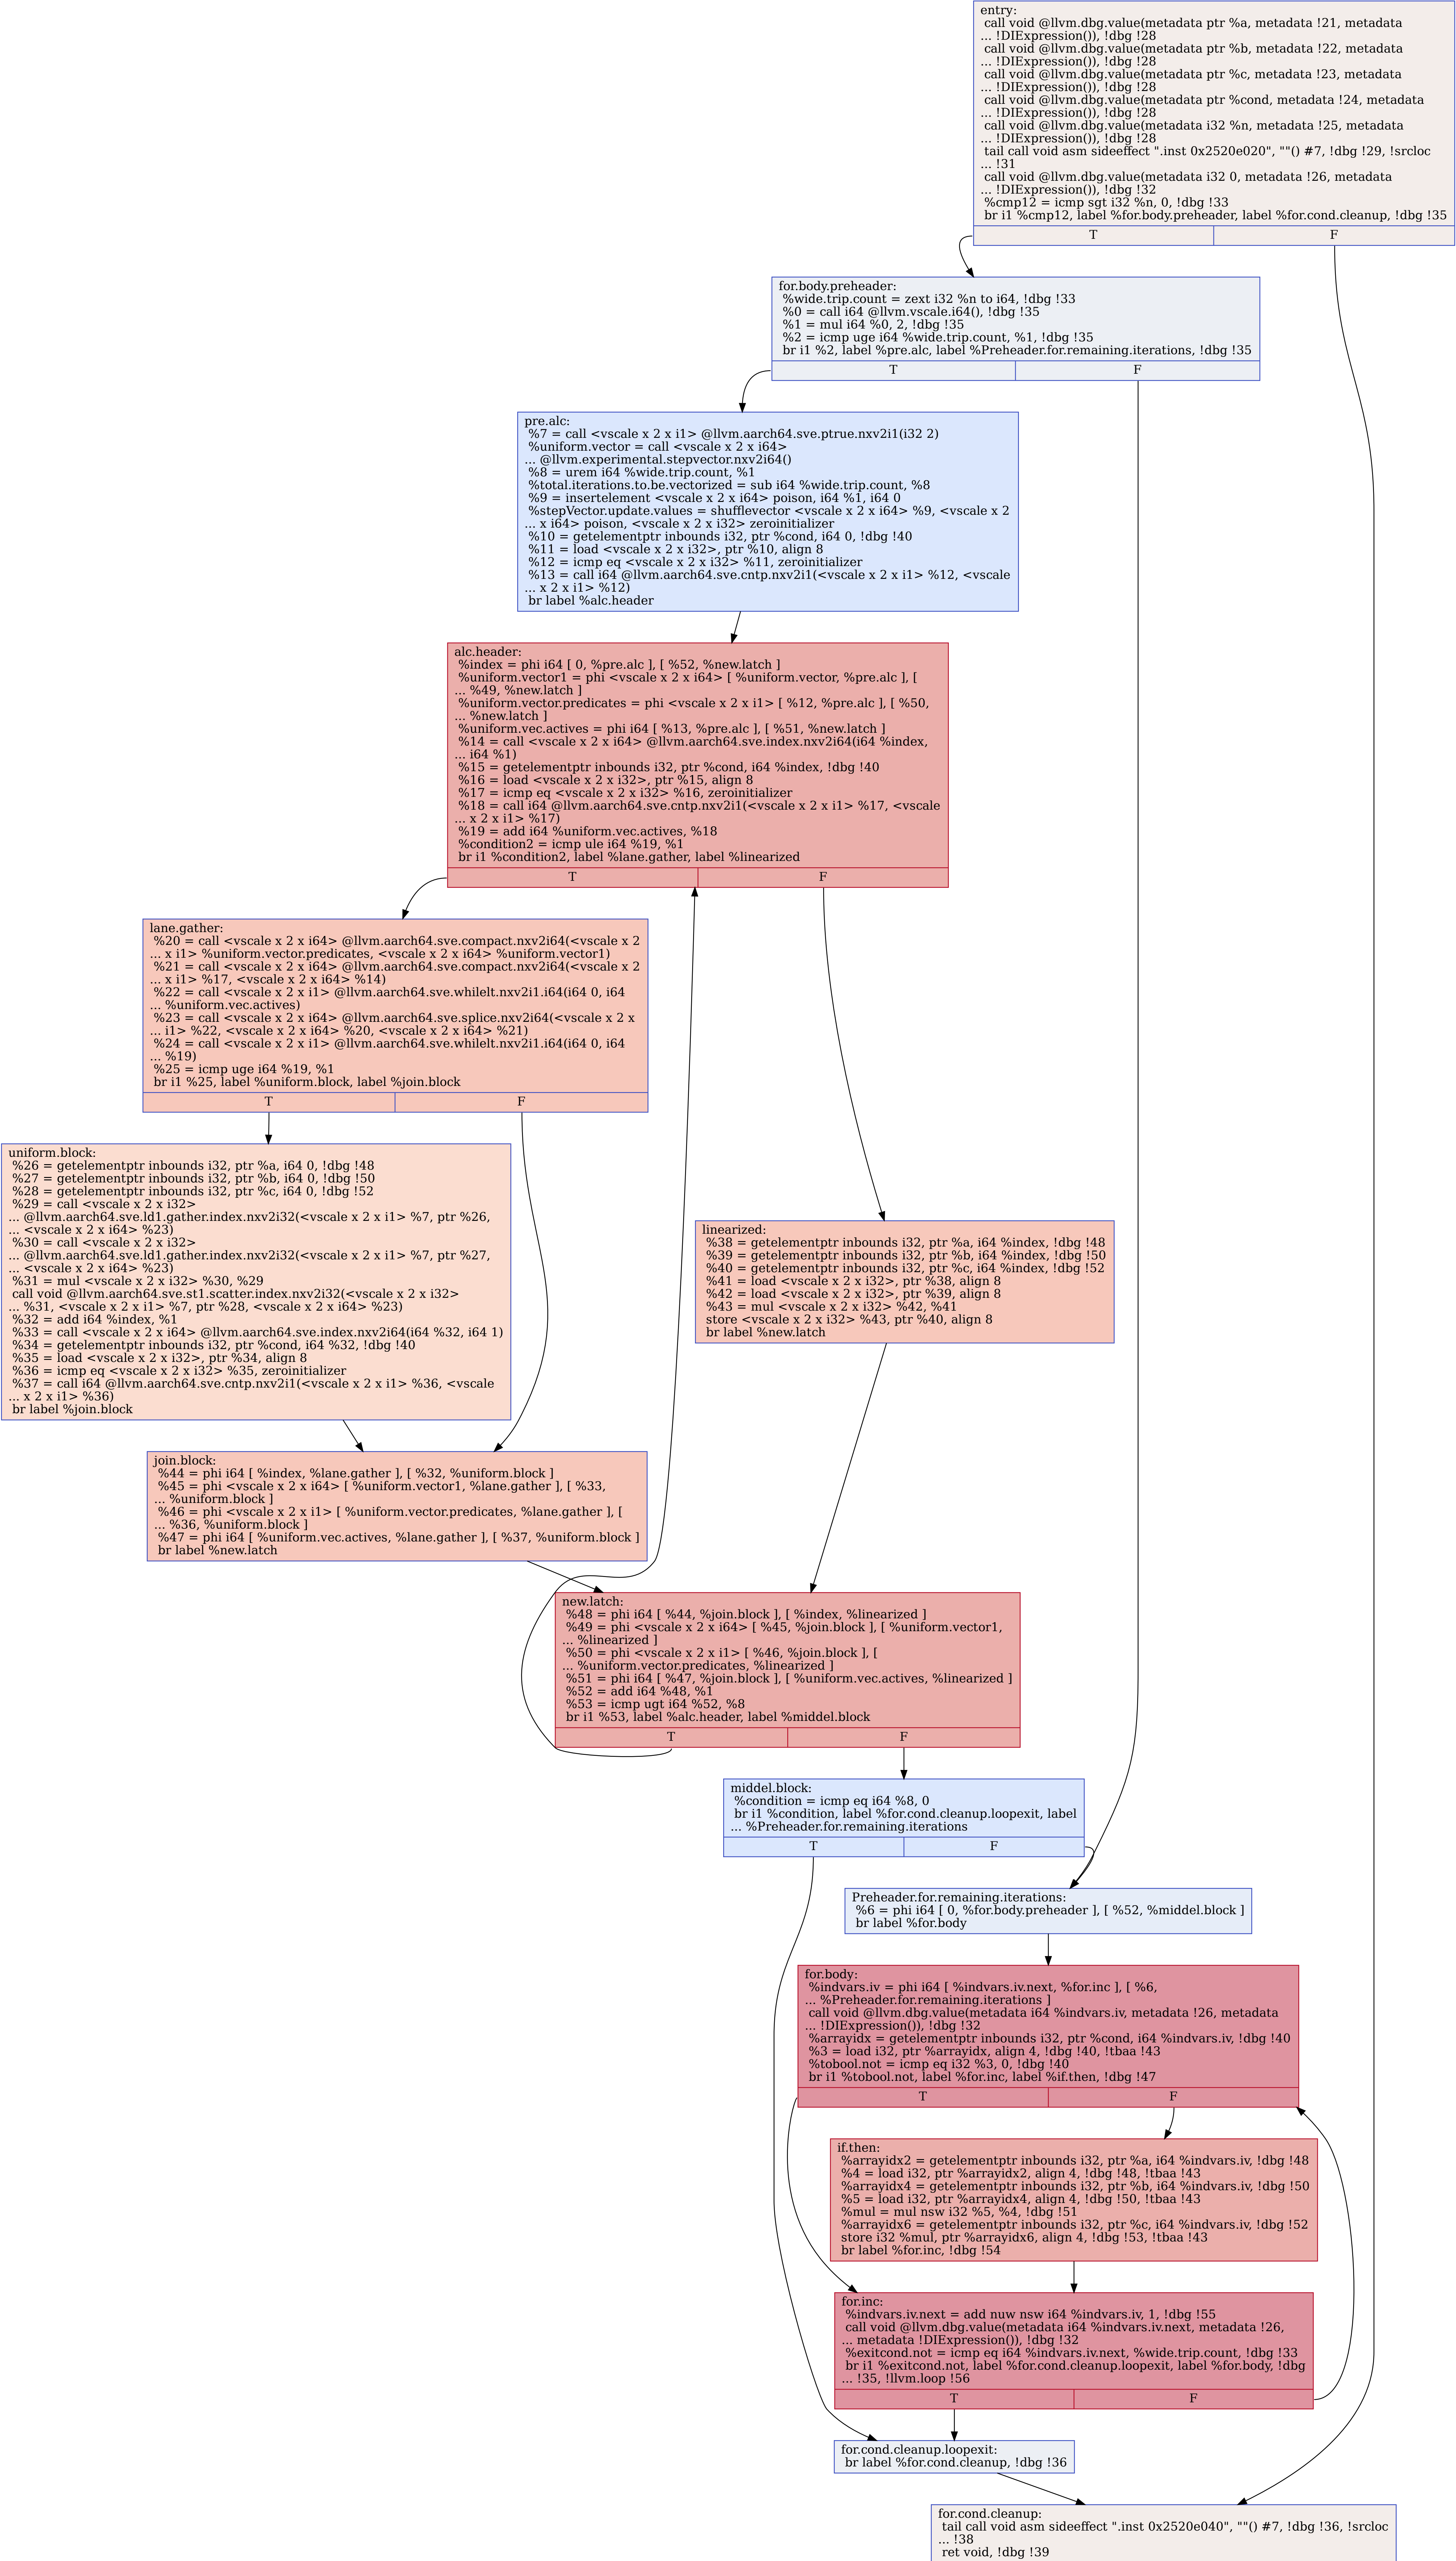 entry:
call void @llvm.dbg.value(metadata ptr %a, metadata !21, metadata
... !DIExpression()), !dbg !28
call void @llvm.dbg.value(metadata ptr %b, metadata !22, metadata
... !DIExpression()), !dbg !28
call void @llvm.dbg.value(metadata ptr %c, metadata !23, metadata
... !DIExpression()), !dbg !28
call void @llvm.dbg.value(metadata ptr %cond, metadata !24, metadata
... !DIExpression()), !dbg !28
call void @llvm.dbg.value(metadata i32 %n, metadata !25, metadata
... !DIExpression()), !dbg !28
tail call void asm sideeffect ".inst 0x2520e020", ""() #7, !dbg !29, !srcloc
... !31
call void @llvm.dbg.value(metadata i32 0, metadata !26, metadata
... !DIExpression()), !dbg !32
%cmp12 = icmp sgt i32 %n, 0, !dbg !33
br i1 %cmp12, label %for.body.preheader, label %for.cond.cleanup, !dbg !35
T F
for.body.preheader:
%wide.trip.count = zext i32 %n to i64, !dbg !33
%0 = call i64 @llvm.vscale.i64(), !dbg !35
%1 = mul i64 %0, 2, !dbg !35
%2 = icmp uge i64 %wide.trip.count, %1, !dbg !35
br i1 %2, label %pre.alc, label %Preheader.for.remaining.iterations, !dbg !35
T F
pre.alc:
%7 = call <vscale x 2 x i1> @llvm.aarch64.sve.ptrue.nxv2i1(i32 2)
%uniform.vector = call <vscale x 2 x i64>
... @llvm.experimental.stepvector.nxv2i64()
%8 = urem i64 %wide.trip.count, %1
%total.iterations.to.be.vectorized = sub i64 %wide.trip.count, %8
%9 = insertelement <vscale x 2 x i64> poison, i64 %1, i64 0
%stepVector.update.values = shufflevector <vscale x 2 x i64> %9, <vscale x 2
... x i64> poison, <vscale x 2 x i32> zeroinitializer
%10 = getelementptr inbounds i32, ptr %cond, i64 0, !dbg !40
%11 = load <vscale x 2 x i32>, ptr %10, align 8
%12 = icmp eq <vscale x 2 x i32> %11, zeroinitializer
%13 = call i64 @llvm.aarch64.sve.cntp.nxv2i1(<vscale x 2 x i1> %12, <vscale
... x 2 x i1> %12)
br label %alc.header
alc.header:
%index = phi i64 [ 0, %pre.alc ], [ %52, %new.latch ]
%uniform.vector1 = phi <vscale x 2 x i64> [ %uniform.vector, %pre.alc ], [
... %49, %new.latch ]
%uniform.vector.predicates = phi <vscale x 2 x i1> [ %12, %pre.alc ], [ %50,
... %new.latch ]
%uniform.vec.actives = phi i64 [ %13, %pre.alc ], [ %51, %new.latch ]
%14 = call <vscale x 2 x i64> @llvm.aarch64.sve.index.nxv2i64(i64 %index,
... i64 %1)
%15 = getelementptr inbounds i32, ptr %cond, i64 %index, !dbg !40
%16 = load <vscale x 2 x i32>, ptr %15, align 8
%17 = icmp eq <vscale x 2 x i32> %16, zeroinitializer
%18 = call i64 @llvm.aarch64.sve.cntp.nxv2i1(<vscale x 2 x i1> %17, <vscale
... x 2 x i1> %17)
%19 = add i64 %uniform.vec.actives, %18
%condition2 = icmp ule i64 %19, %1
br i1 %condition2, label %lane.gather, label %linearized
T F
lane.gather:
%20 = call <vscale x 2 x i64> @llvm.aarch64.sve.compact.nxv2i64(<vscale x 2
... x i1> %uniform.vector.predicates, <vscale x 2 x i64> %uniform.vector1)
%21 = call <vscale x 2 x i64> @llvm.aarch64.sve.compact.nxv2i64(<vscale x 2
... x i1> %17, <vscale x 2 x i64> %14)
%22 = call <vscale x 2 x i1> @llvm.aarch64.sve.whilelt.nxv2i1.i64(i64 0, i64
... %uniform.vec.actives)
%23 = call <vscale x 2 x i64> @llvm.aarch64.sve.splice.nxv2i64(<vscale x 2 x
... i1> %22, <vscale x 2 x i64> %20, <vscale x 2 x i64> %21)
%24 = call <vscale x 2 x i1> @llvm.aarch64.sve.whilelt.nxv2i1.i64(i64 0, i64
... %19)
%25 = icmp uge i64 %19, %1
br i1 %25, label %uniform.block, label %join.block
T F
uniform.block:
%26 = getelementptr inbounds i32, ptr %a, i64 0, !dbg !48
%27 = getelementptr inbounds i32, ptr %b, i64 0, !dbg !50
%28 = getelementptr inbounds i32, ptr %c, i64 0, !dbg !52
%29 = call <vscale x 2 x i32>
... @llvm.aarch64.sve.ld1.gather.index.nxv2i32(<vscale x 2 x i1> %7, ptr %26,
... <vscale x 2 x i64> %23)
%30 = call <vscale x 2 x i32>
... @llvm.aarch64.sve.ld1.gather.index.nxv2i32(<vscale x 2 x i1> %7, ptr %27,
... <vscale x 2 x i64> %23)
%31 = mul <vscale x 2 x i32> %30, %29
call void @llvm.aarch64.sve.st1.scatter.index.nxv2i32(<vscale x 2 x i32>
... %31, <vscale x 2 x i1> %7, ptr %28, <vscale x 2 x i64> %23)
%32 = add i64 %index, %1
%33 = call <vscale x 2 x i64> @llvm.aarch64.sve.index.nxv2i64(i64 %32, i64 1)
%34 = getelementptr inbounds i32, ptr %cond, i64 %32, !dbg !40
%35 = load <vscale x 2 x i32>, ptr %34, align 8
%36 = icmp eq <vscale x 2 x i32> %35, zeroinitializer
%37 = call i64 @llvm.aarch64.sve.cntp.nxv2i1(<vscale x 2 x i1> %36, <vscale
... x 2 x i1> %36)
br label %join.block
linearized:
%38 = getelementptr inbounds i32, ptr %a, i64 %index, !dbg !48
%39 = getelementptr inbounds i32, ptr %b, i64 %index, !dbg !50
%40 = getelementptr inbounds i32, ptr %c, i64 %index, !dbg !52
%41 = load <vscale x 2 x i32>, ptr %38, align 8
%42 = load <vscale x 2 x i32>, ptr %39, align 8
%43 = mul <vscale x 2 x i32> %42, %41
store <vscale x 2 x i32> %43, ptr %40, align 8
br label %new.latch
join.block:
%44 = phi i64 [ %index, %lane.gather ], [ %32, %uniform.block ]
%45 = phi <vscale x 2 x i64> [ %uniform.vector1, %lane.gather ], [ %33,
... %uniform.block ]
%46 = phi <vscale x 2 x i1> [ %uniform.vector.predicates, %lane.gather ], [
... %36, %uniform.block ]
%47 = phi i64 [ %uniform.vec.actives, %lane.gather ], [ %37, %uniform.block ]
br label %new.latch
new.latch:
%48 = phi i64 [ %44, %join.block ], [ %index, %linearized ]
%49 = phi <vscale x 2 x i64> [ %45, %join.block ], [ %uniform.vector1,
... %linearized ]
%50 = phi <vscale x 2 x i1> [ %46, %join.block ], [
... %uniform.vector.predicates, %linearized ]
%51 = phi i64 [ %47, %join.block ], [ %uniform.vec.actives, %linearized ]
%52 = add i64 %48, %1
%53 = icmp ugt i64 %52, %8
br i1 %53, label %alc.header, label %middel.block
T F
middel.block:
%condition = icmp eq i64 %8, 0
br i1 %condition, label %for.cond.cleanup.loopexit, label
... %Preheader.for.remaining.iterations
T F
Preheader.for.remaining.iterations:
%6 = phi i64 [ 0, %for.body.preheader ], [ %52, %middel.block ]
br label %for.body
for.body:
%indvars.iv = phi i64 [ %indvars.iv.next, %for.inc ], [ %6,
... %Preheader.for.remaining.iterations ]
call void @llvm.dbg.value(metadata i64 %indvars.iv, metadata !26, metadata
... !DIExpression()), !dbg !32
%arrayidx = getelementptr inbounds i32, ptr %cond, i64 %indvars.iv, !dbg !40
%3 = load i32, ptr %arrayidx, align 4, !dbg !40, !tbaa !43
%tobool.not = icmp eq i32 %3, 0, !dbg !40
br i1 %tobool.not, label %for.inc, label %if.then, !dbg !47
T F
if.then:
%arrayidx2 = getelementptr inbounds i32, ptr %a, i64 %indvars.iv, !dbg !48
%4 = load i32, ptr %arrayidx2, align 4, !dbg !48, !tbaa !43
%arrayidx4 = getelementptr inbounds i32, ptr %b, i64 %indvars.iv, !dbg !50
%5 = load i32, ptr %arrayidx4, align 4, !dbg !50, !tbaa !43
%mul = mul nsw i32 %5, %4, !dbg !51
%arrayidx6 = getelementptr inbounds i32, ptr %c, i64 %indvars.iv, !dbg !52
store i32 %mul, ptr %arrayidx6, align 4, !dbg !53, !tbaa !43
br label %for.inc, !dbg !54
for.inc:
%indvars.iv.next = add nuw nsw i64 %indvars.iv, 1, !dbg !55
call void @llvm.dbg.value(metadata i64 %indvars.iv.next, metadata !26,
... metadata !DIExpression()), !dbg !32
%exitcond.not = icmp eq i64 %indvars.iv.next, %wide.trip.count, !dbg !33
br i1 %exitcond.not, label %for.cond.cleanup.loopexit, label %for.body, !dbg
... !35, !llvm.loop !56
T F
for.cond.cleanup.loopexit:
br label %for.cond.cleanup, !dbg !36
for.cond.cleanup:
tail call void asm sideeffect ".inst 0x2520e040", ""() #7, !dbg !36, !srcloc
... !38
ret void, !dbg !39